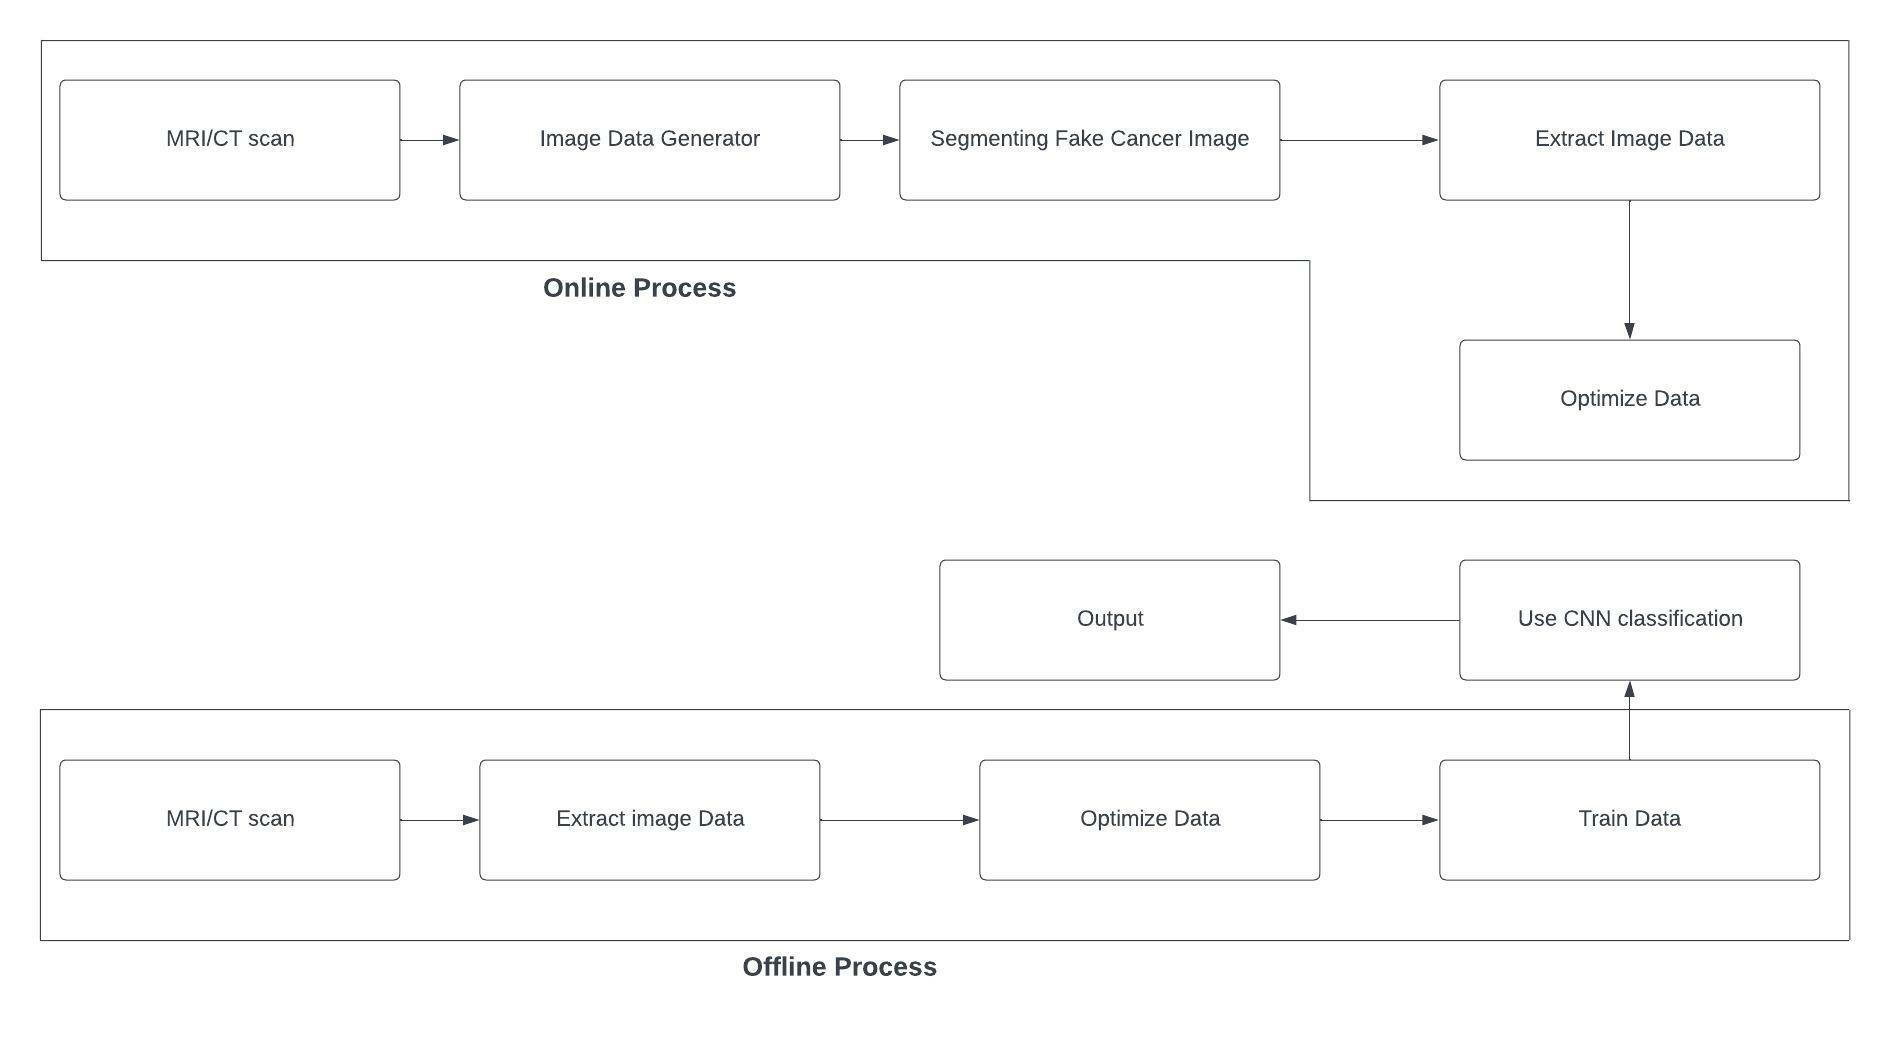 MRI/CT scan
Image Data Generator
Segmenting Fake Cancer Image
Extract Image Data
Online Process
Optimize Data
Output
Use CNN classification
MRI/CT scan
Extract image Data
Optimize Data
Train Data
Offline Process